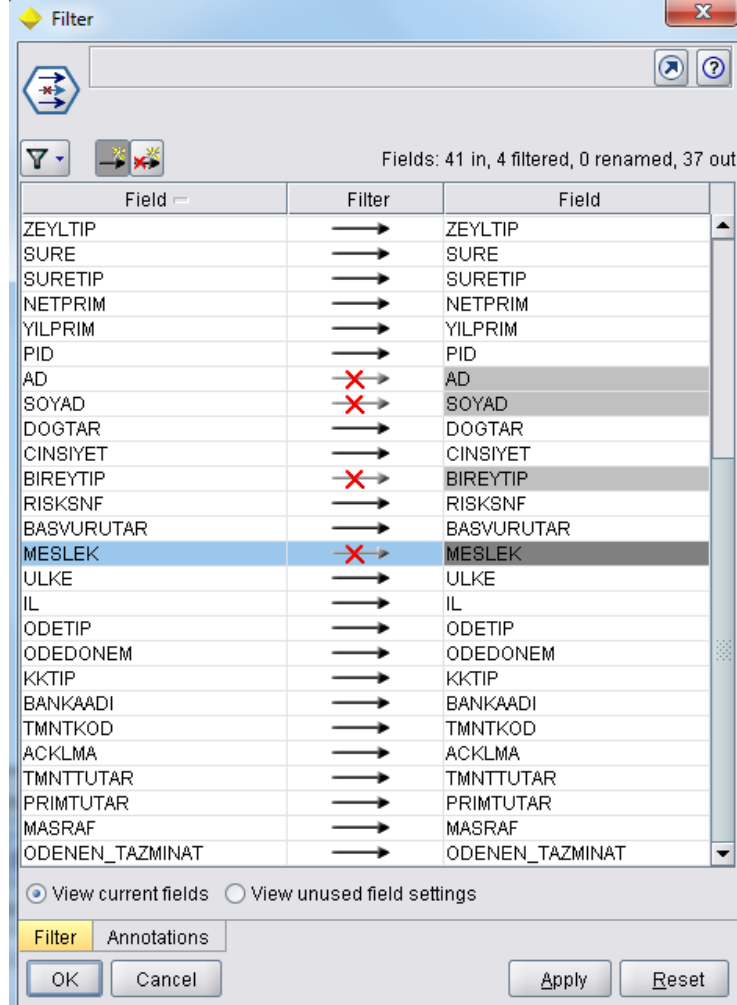 Filter
Fields: 41 in, 4 filtered, 0 renamed, 37 out
Field Filter Field
ZEYLTIP ZEYLTIP
SURE SURE
SURETIP SURETIP
NETPRIM NETPRIM
YILPRIM YILPRIM
PID PID
AD AD
SOYAD SOYAD
DOGTAR DOGTAR
CINSIYET CINSIYET
BIREYTIP BIREYTIP
RISKSNF RISKSNF
BASVURUTAR BASVURUTAR
MESLEK MESLEK
ULKE ULKE
IL IL
ODETIP ODETIP
ODEDONEM ODEDONEM
KKTIP KKTIP
BANKAADI BANKAADI
TMNTKOD TMNTKOD
ACKLMA ACKLMA
TMNTTUTAR TMNTTUTAR
PRIMTUTAR PRIMTUTAR
MASRAF MASRAF
ODENEN_TAZMINAT ODENEN_TAZMINAT
View current fields View unused field settings
Filter Annotations
OK Cancel Apply Reset